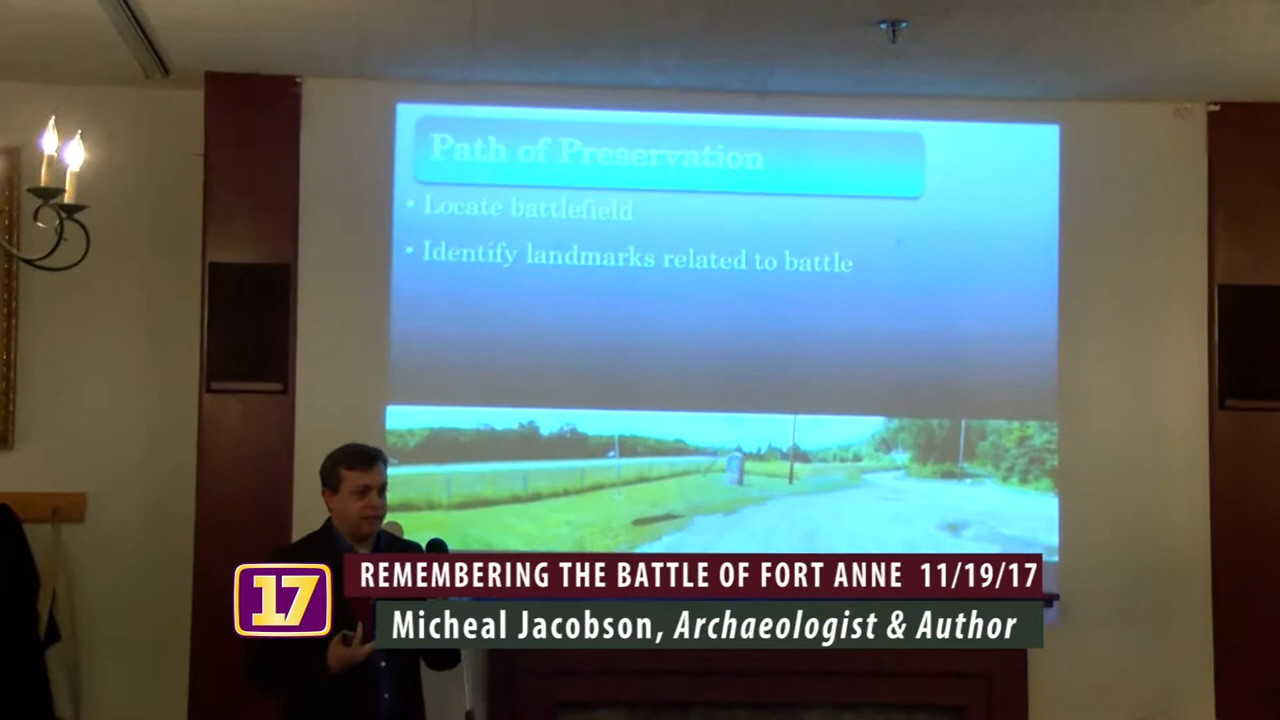 Path of Preservation
• Locate battlefield
• Identify landmarks related to battle
17
REMEMBERING THE BATTLE OF FORT ANNE 11/19/17
Micheal Jacobson, Archaeologist & Author